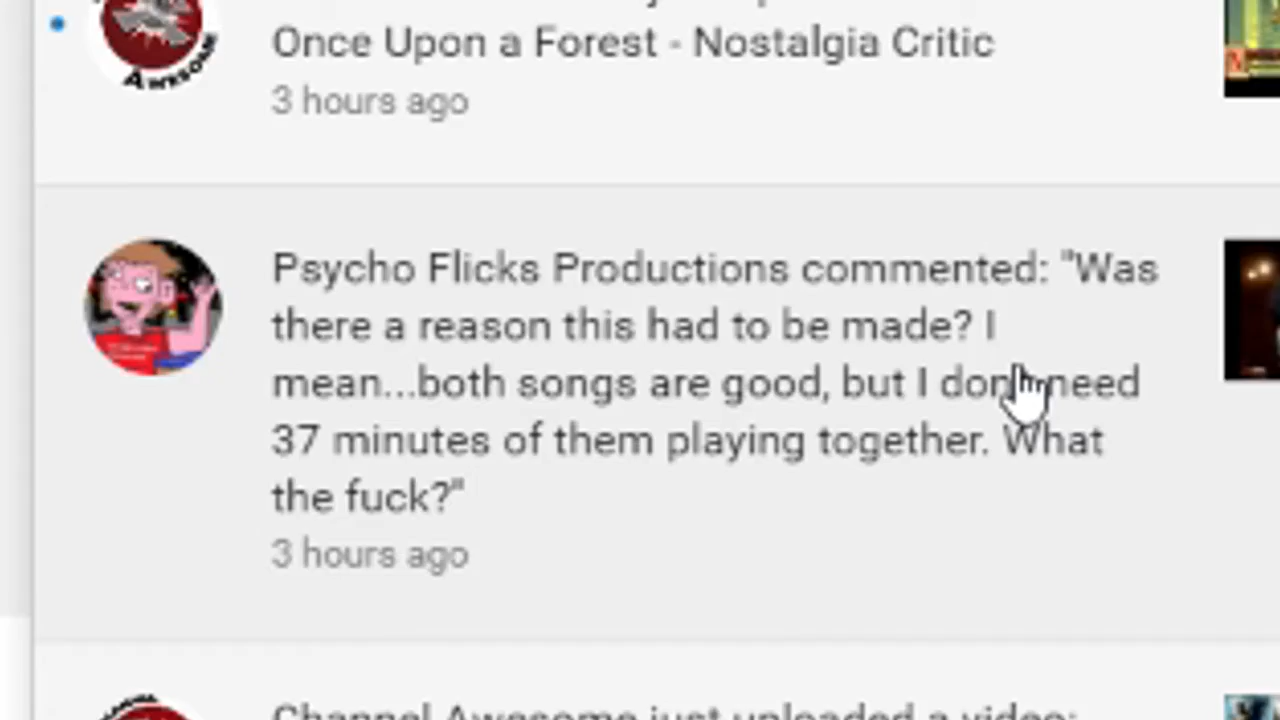 AWESOME
Once Upon a Forest - Nostalgia Critic
3 hours ago
Psycho Flicks Productions commented: "Was
there a reason this had to be made? I
mean...both songs are good, but I don need
37 minutes of them playing together. What
the fuck?"
3 hours ago
Channel Awesome just uploaded a video: